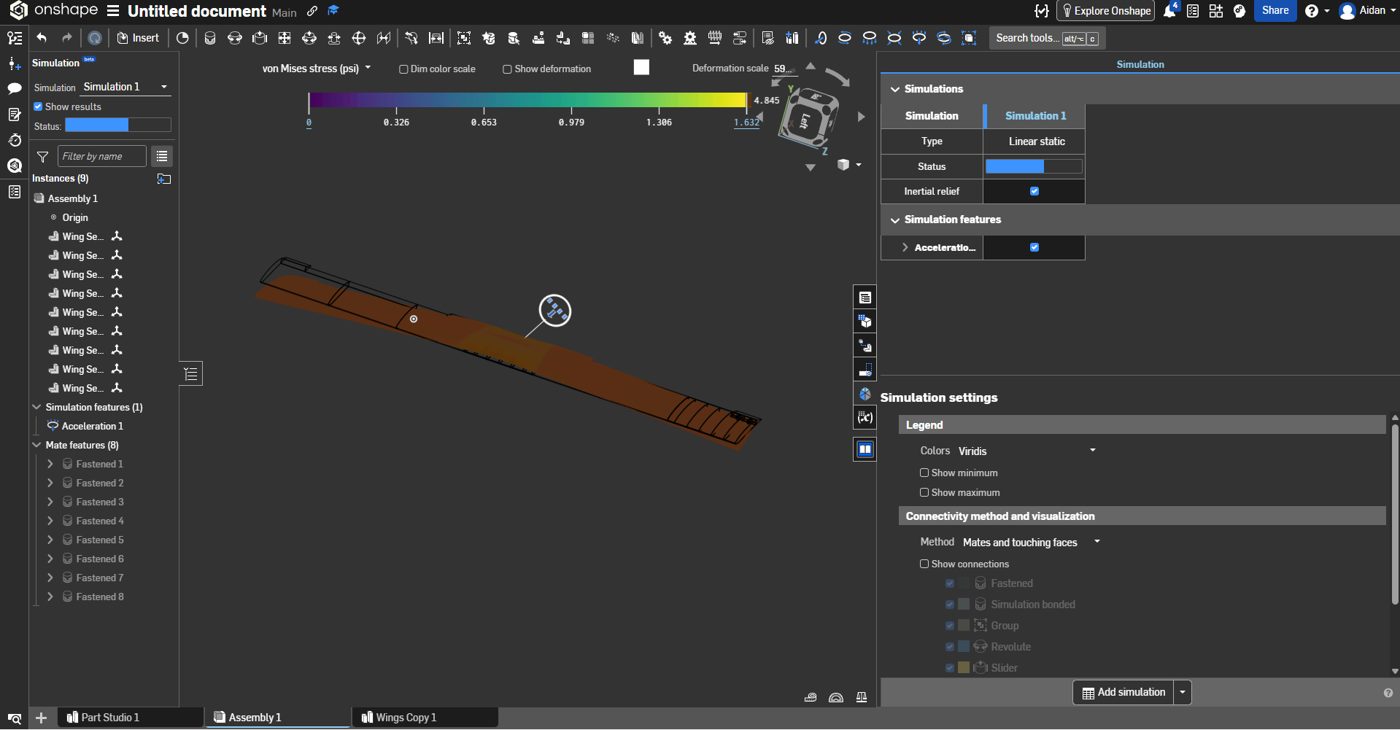 onshape Untitled document Main
4 Explore Onshape Share Aidan
Insert Search tools... alt/⌥ c
Simulation beta
Simulation Simulation 1
Show results
Status:
Filter by name
Instances (9)
Assembly 1
Origin
Wing Se...
Wing Se...
Wing Se...
Wing Se...
Wing Se...
Wing Se...
Wing Se...
Wing Se...
Wing Se...
Simulation features (1)
Acceleration 1
Mate features (8)
Fastened 1
Fastened 2
Fastened 3
Fastened 4
Fastened 5
Fastened 6
Fastened 7
Fastened 8
von Mises stress (psi) Dim color scale Show deformation Deformation scale 59...
4.845
0 0.326 0.653 0.979 1.306 1.632
Y
Left
Z
Simulation
Simulations
Simulation Simulation 1
Type Linear static
Status
Inertial relief
Simulation features
Acceleratio...
Simulation settings
Legend
Colors Viridis
Show minimum
Show maximum
Connectivity method and visualization
Method Mates and touching faces
Show connections
Fastened
Simulation bonded
Group
Revolute
Slider
Add simulation
Part Studio 1 Assembly 1 Wings Copy 1